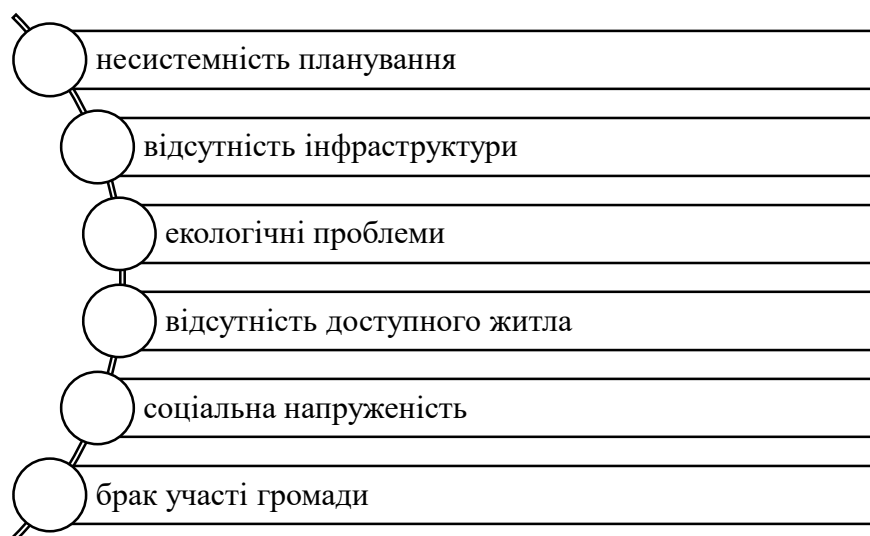 несистемність планування
відсутність інфраструктури
екологічні проблеми
відсутність доступного житла
соціальна напруженість
брак участі громади